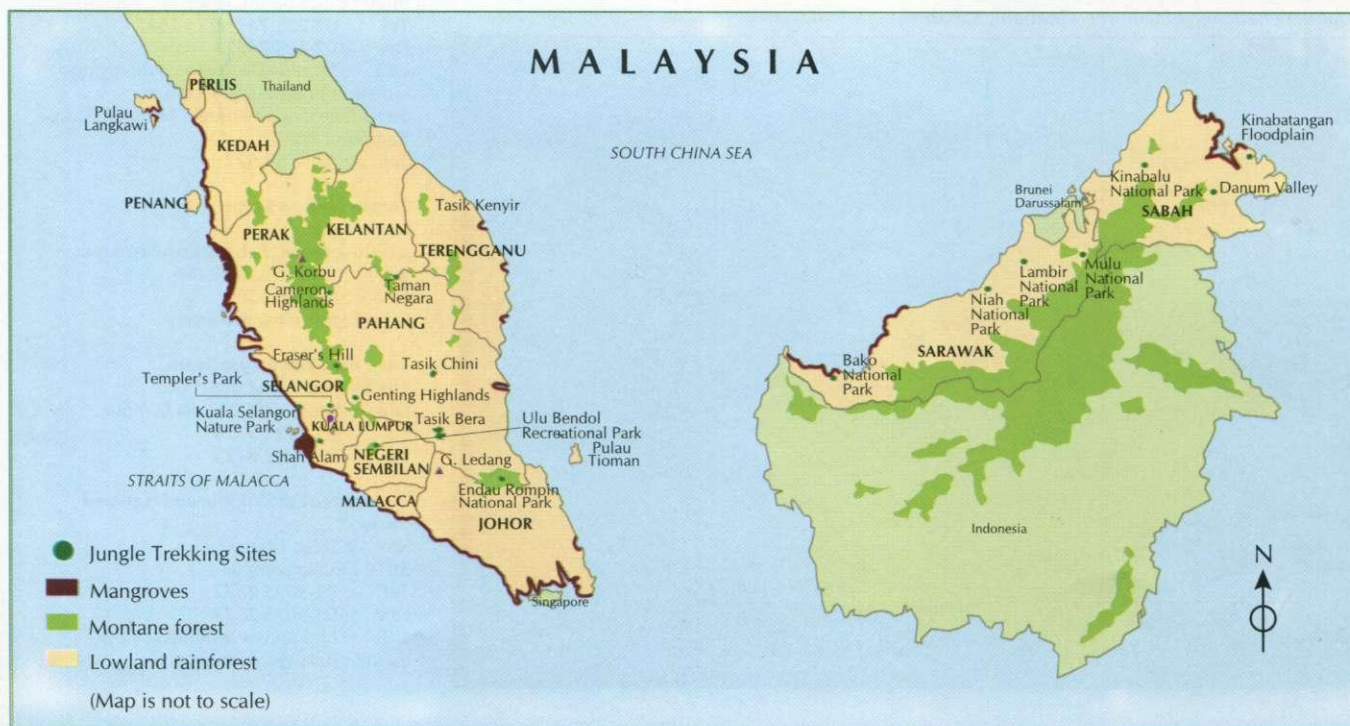 MALAYSIA
PERLIS
Thailand
Pulau
Langkawi
KEDAH
PENANG
PERAK
KELANTAN
Tasik Kenyir
TERENGGANU
G. Korbu
Cameron
Highlands
Taman
Negara
PAHANG
Fraser's Hill
Tasik Chini
SELANGOR
Templer's Park
Genting Highlands
Kuala Selangor
Nature Park
KUALA LUMPUR
Tasik Bera
Ulu Bendol
Recreational Park
Shah Alam
NEGERI
SEMBILAN
G. Ledang
Pulau
Tioman
STRAITS OF MALACCA
MALACCA
Endau Rompin
National Park
JOHOR
Singapore
SOUTH CHINA SEA
Kinabatangan
Floodplain
Kinabalu
National Park
Danum Valley
Brunei
Darussalam
SABAH
Lambir
National
Park
Mulu
National
Park
Niah
National
Park
SARAWAK
Bako
National
Park
Indonesia
N
Jungle Trekking Sites
Mangroves
Montane forest
Lowland rainforest
(Map is not to scale)